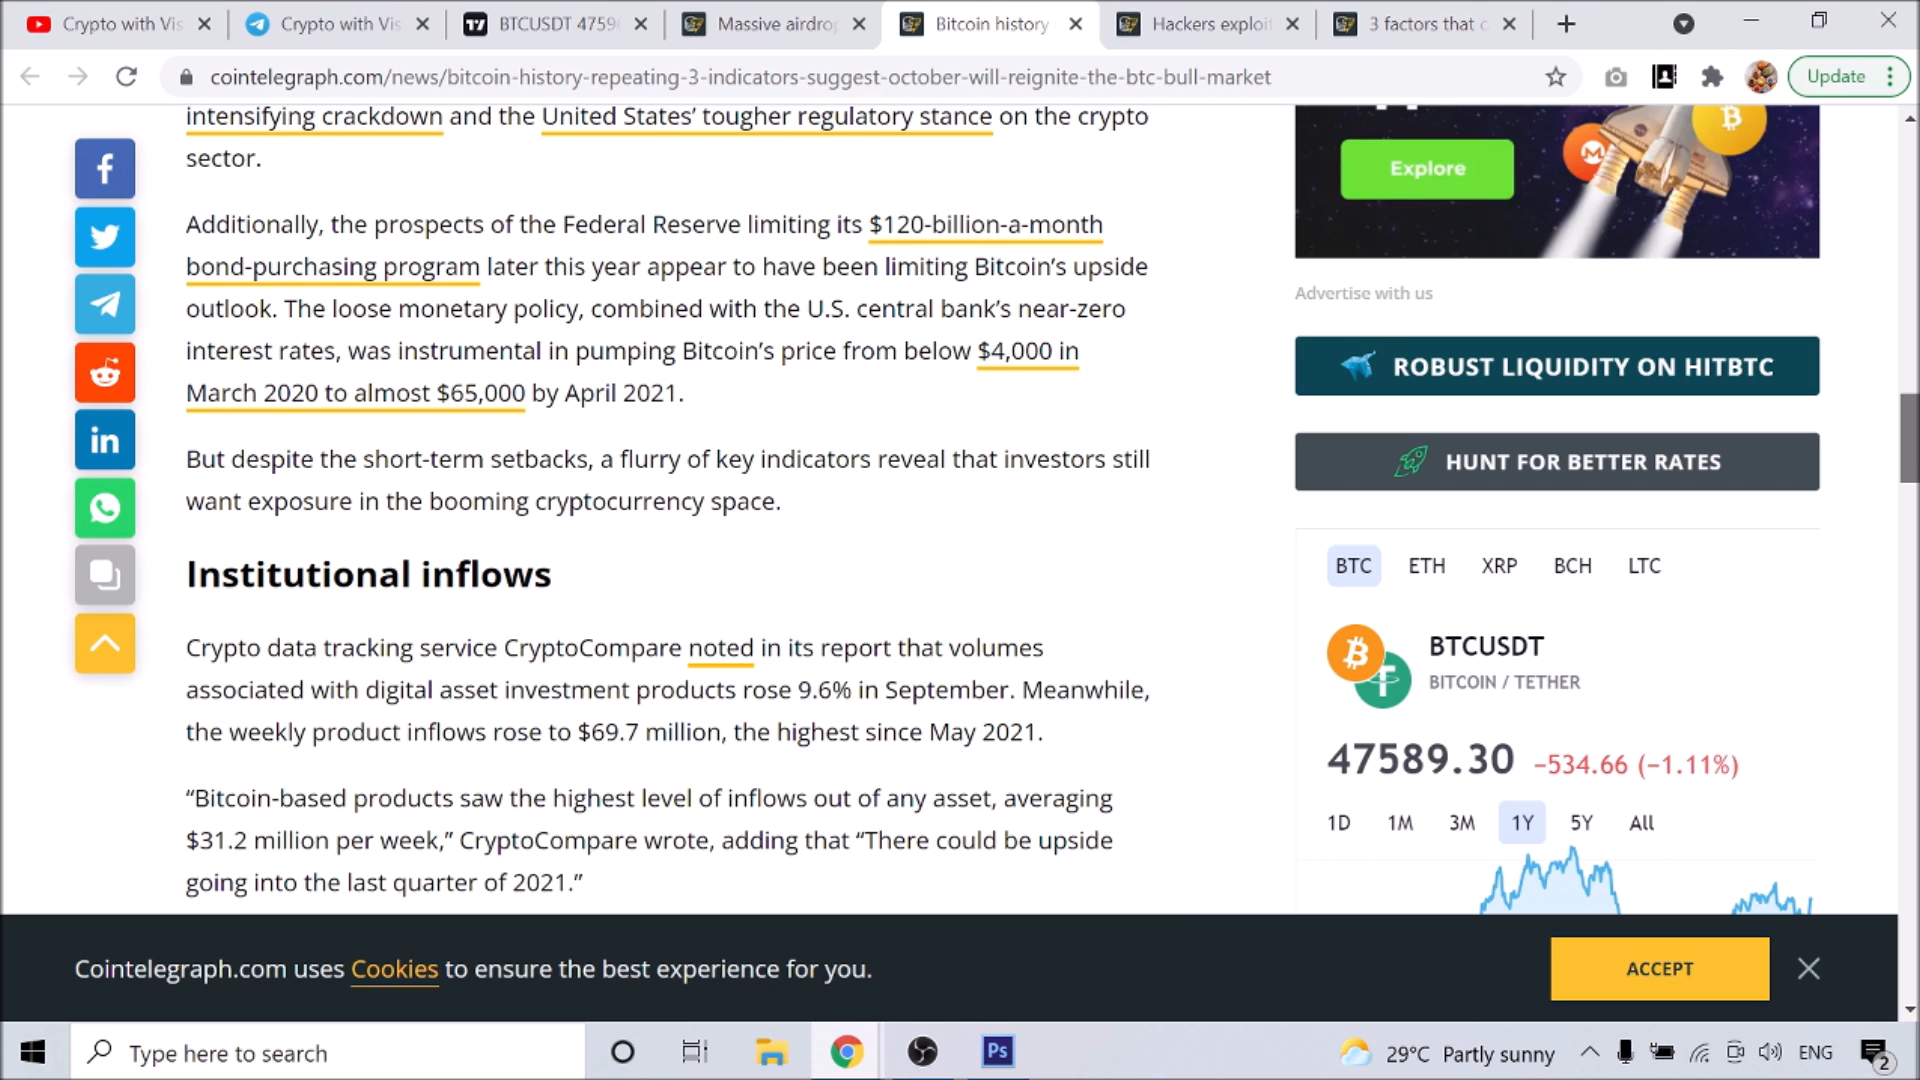 Crypto with Vis
Crypto with Vis
BTCUSDT 4759
Massive airdro
Bitcoin history
Hackers exploi
3 factors that c
cointelegraph.com/news/bitcoin-history-repeating-3-indicators-suggest-october-will-reignite-the-btc-bull-market
Update
intensifying crackdown and the United States’ tougher regulatory stance on the crypto
sector.
Additionally, the prospects of the Federal Reserve limiting its $120-billion-a-month
bond-purchasing program later this year appear to have been limiting Bitcoin’s upside
outlook. The loose monetary policy, combined with the U.S. central bank’s near-zero
interest rates, was instrumental in pumping Bitcoin’s price from below $4,000 in
March 2020 to almost $65,000 by April 2021.
But despite the short-term setbacks, a flurry of key indicators reveal that investors still
want exposure in the booming cryptocurrency space.
Institutional inflows
Crypto data tracking service CryptoCompare noted in its report that volumes
associated with digital asset investment products rose 9.6% in September. Meanwhile,
the weekly product inflows rose to $69.7 million, the highest since May 2021.
“Bitcoin-based products saw the highest level of inflows out of any asset, averaging
$31.2 million per week,” CryptoCompare wrote, adding that “There could be upside
going into the last quarter of 2021.”
Explore
Advertise with us
ROBUST LIQUIDITY ON HITBTC
HUNT FOR BETTER RATES
BTC ETH XRP BCH LTC
BTCUSDT
BITCOIN / TETHER
47589.30 −534.66 (−1.11%)
1D 1M 3M 1Y 5Y All
Cointelegraph.com uses Cookies to ensure the best experience for you.
ACCEPT
Type here to search
Ps
29°C Partly sunny
ENG
2